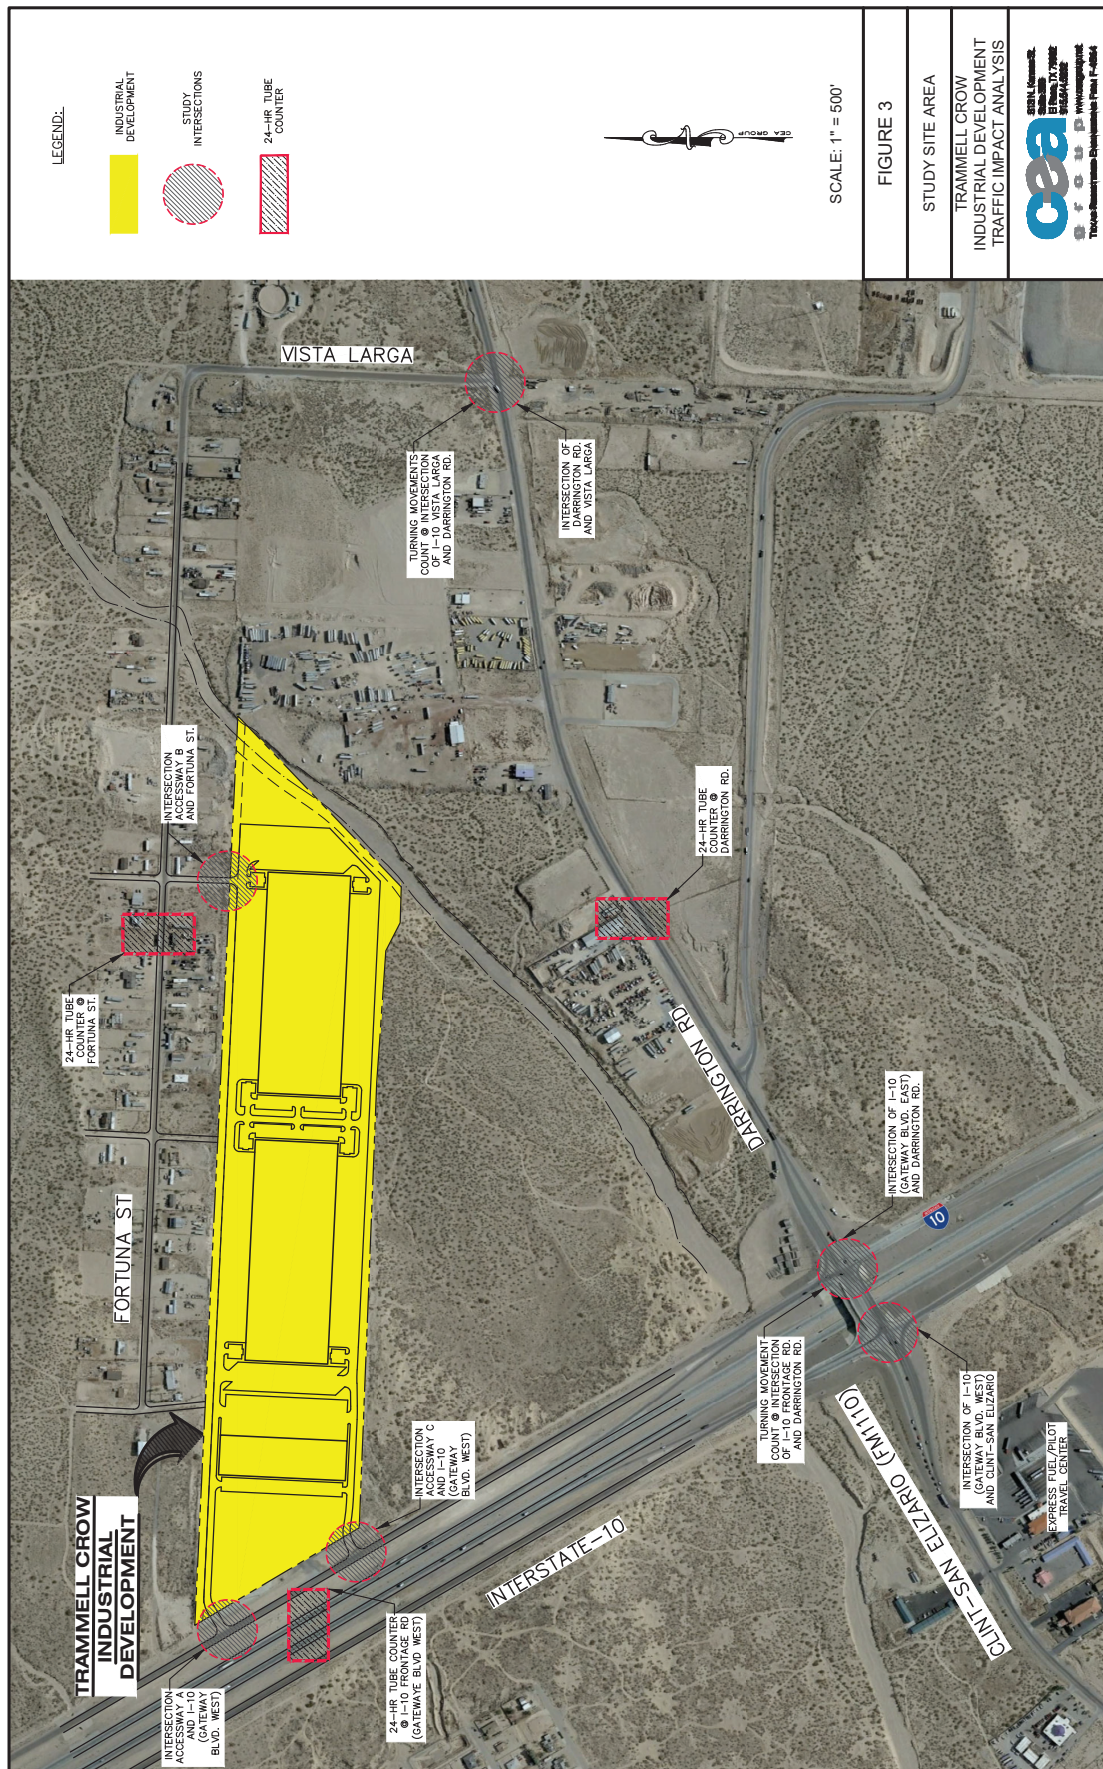 LEGEND:
INDUSTRIAL
DEVELOPMENT
STUDY
INTERSECTIONS
24-HR TUBE
COUNTER
CEA GROUP
SCALE: 1" = 500'
FIGURE 3
STUDY SITE AREA
TRAMMELL CROW
INDUSTRIAL DEVELOPMENT
TRAFFIC IMPACT ANALYSIS
cea
group
VISTA LARGA
TURNING MOVEMENTS
COUNT @ INTERSECTION
OF I-10 VISTA LARGA
AND DARRINGTON RD.
INTERSECTION OF
DARRINGTON RD.
AND VISTA LARGA
INTERSECTION
ACCESSWAY B
AND FORTUNA ST.
24-HR TUBE
COUNTER @
FORTUNA ST.
24-HR TUBE
COUNTER @
DARRINGTON RD.
FORTUNA ST
DARRINGTON RD
INTERSECTION OF I-10
(GATEWAY BLVD. EAST)
AND DARRINGTON RD.
10
TURNING MOVEMENT
COUNT @ INTERSECTION
OF I-10 FRONTAGE RD.
AND DARRINGTON RD.
INTERSECTION OF I-10
(GATEWAY BLVD. WEST)
AND CLINT-SAN ELIZARIO
EXPRESS FUEL/PILOT
TRAVEL CENTER
CLINT-SAN ELIZARIO (FM1110)
INTERSTATE-10
INTERSECTION
ACCESSWAY C
AND I-10
(GATEWAY
BLVD. WEST)
TRAMMELL CROW
INDUSTRIAL
DEVELOPMENT
24-HR TUBE COUNTER
@ I-10 FRONTAGE RD
(GATEWAYE BLVD WEST)
INTERSECTION
ACCESSWAY A
AND I-10
(GATEWAY
BLVD. WEST)